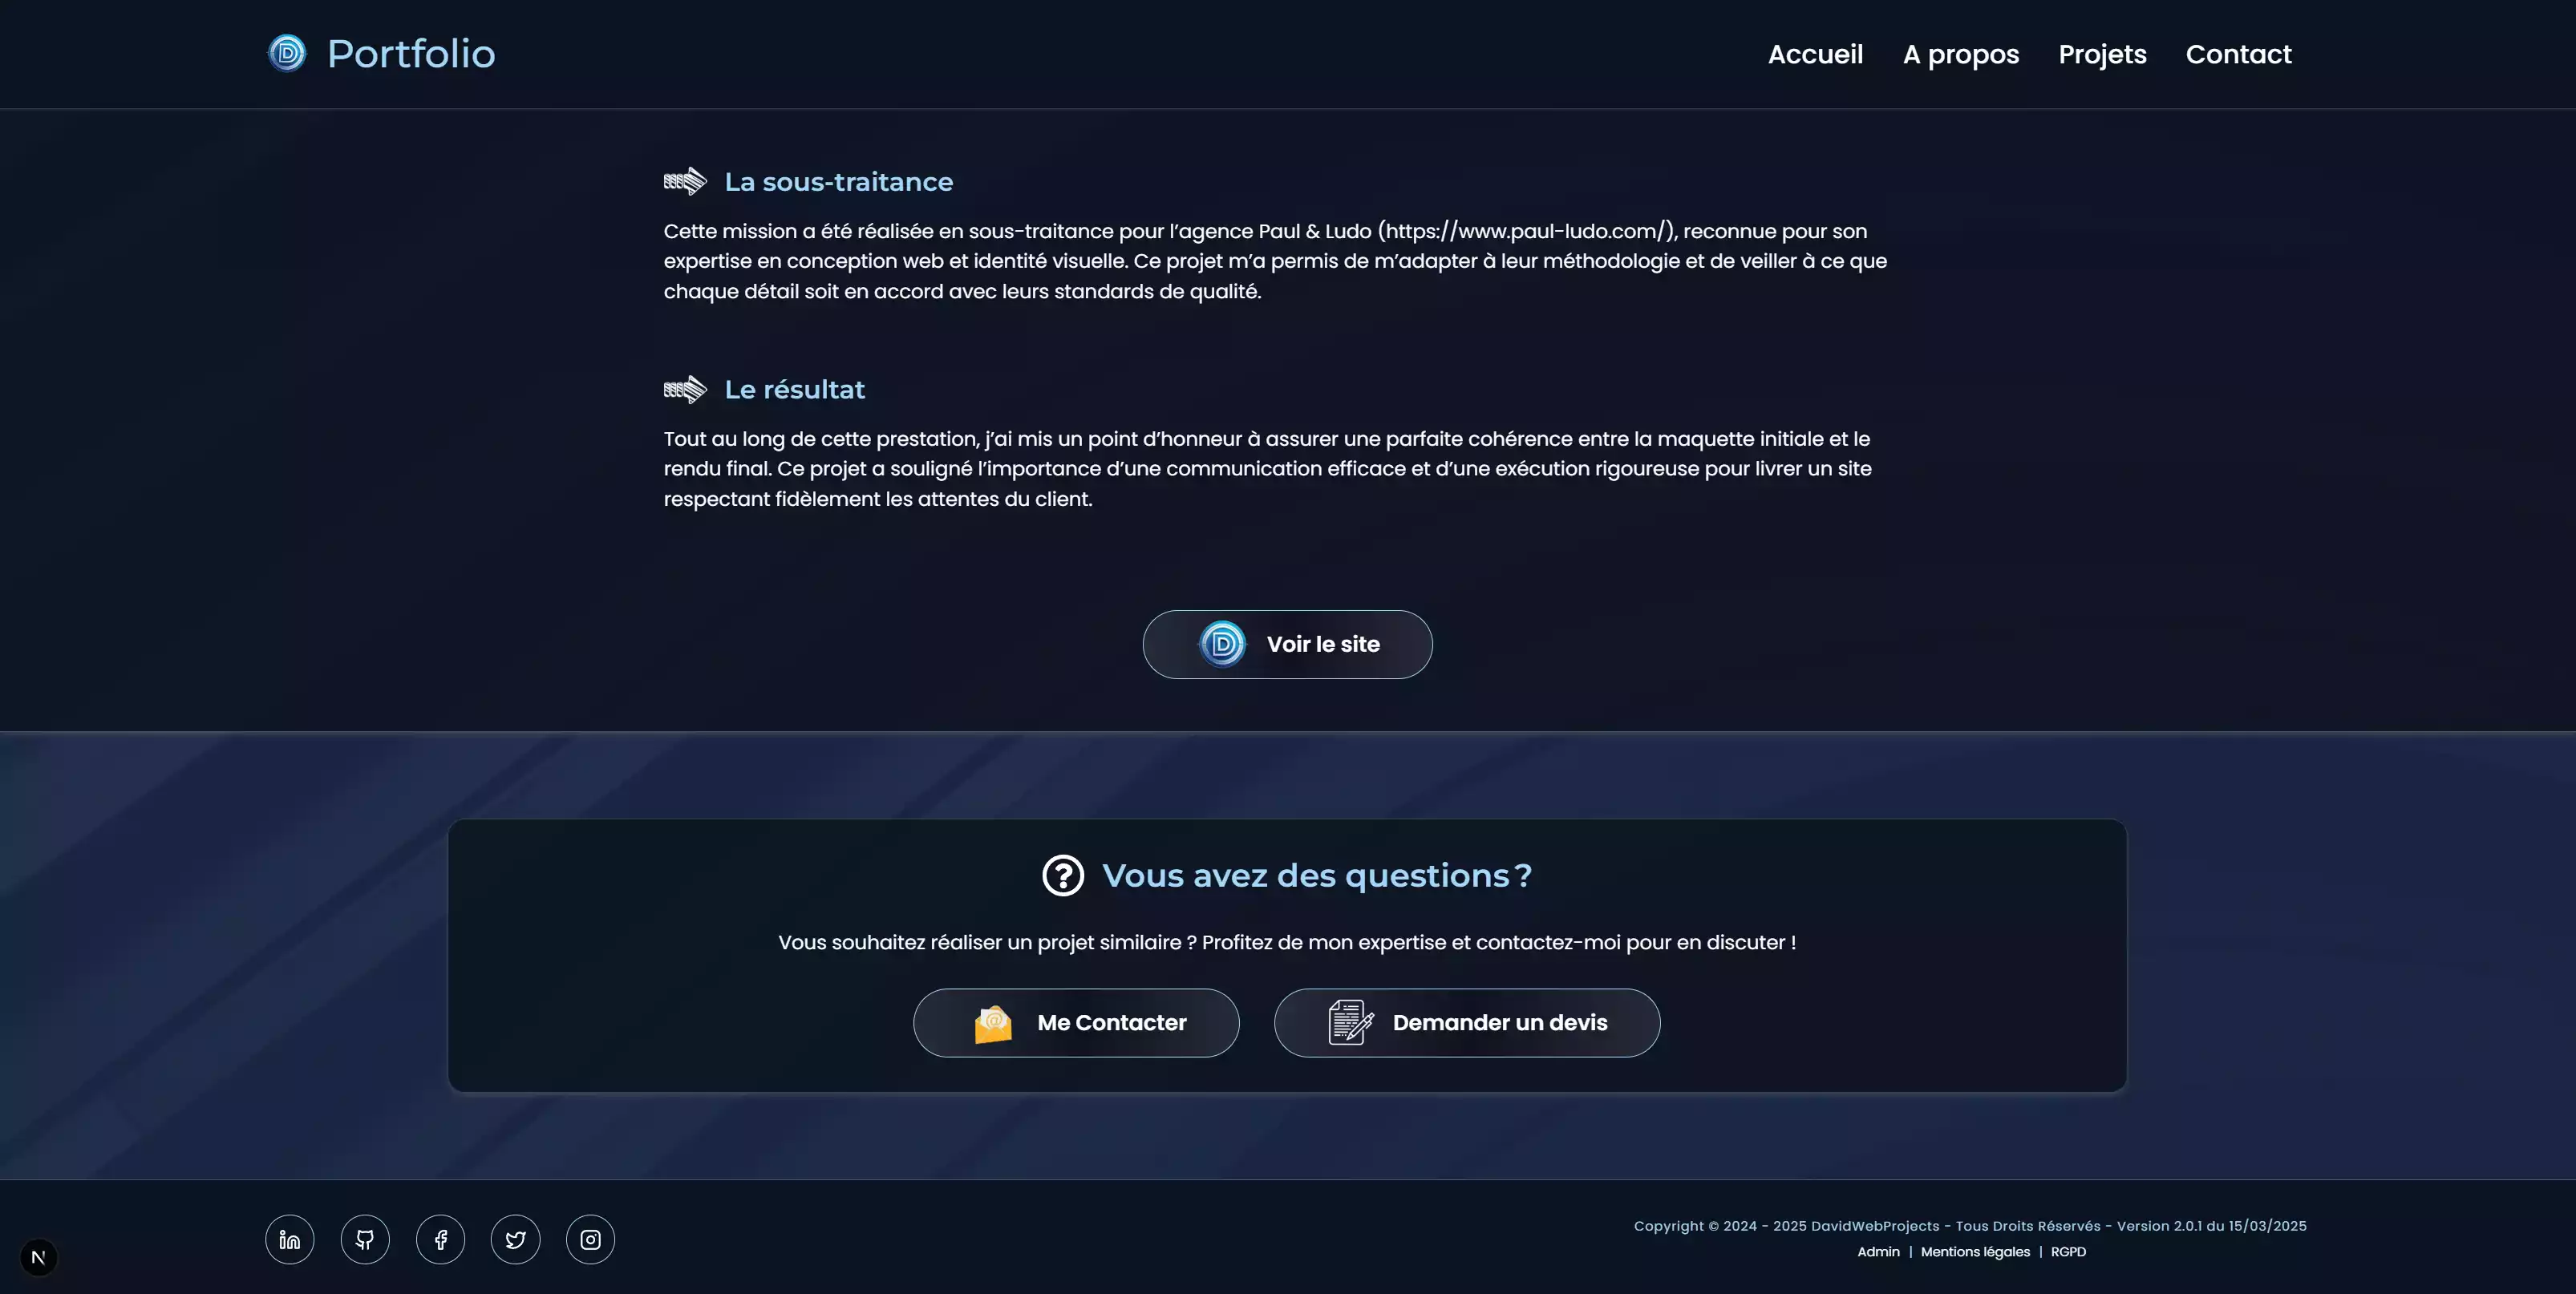 Portfolio
Accueil A propos Projets Contact
La sous-traitance
Cette mission a été réalisée en sous-traitance pour l’agence Paul & Ludo (https://www.paul-ludo.com/), reconnue pour son
expertise en conception web et identité visuelle. Ce projet m’a permis de m’adapter à leur méthodologie et de veiller à ce que
chaque détail soit en accord avec leurs standards de qualité.
Le résultat
Tout au long de cette prestation, j’ai mis un point d’honneur à assurer une parfaite cohérence entre la maquette initiale et le
rendu final. Ce projet a souligné l’importance d’une communication efficace et d’une exécution rigoureuse pour livrer un site
respectant fidèlement les attentes du client.
D Voir le site
Vous avez des questions ?
Vous souhaitez réaliser un projet similaire ? Profitez de mon expertise et contactez-moi pour en discuter !
Me Contacter
Demander un devis
Copyright © 2024 - 2025 DavidWebProjects - Tous Droits Réservés - Version 2.0.1 du 15/03/2025
Admin | Mentions légales | RGPD
N